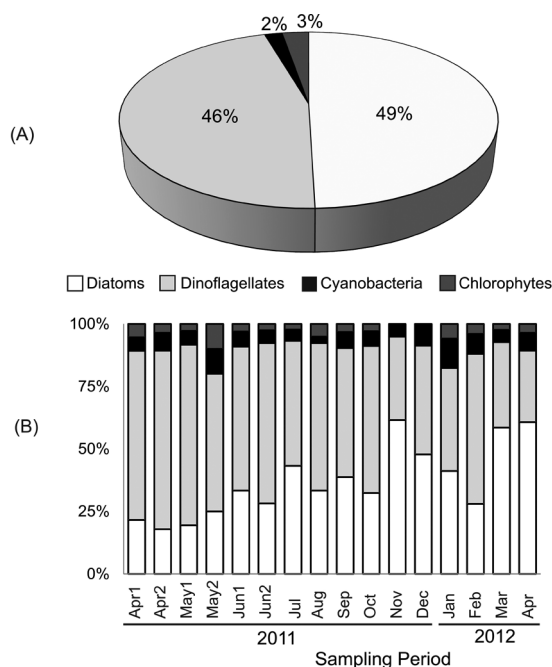 2% 3%
46% 49%
(A)
Diatoms Dinoflagellates Cyanobacteria Chlorophytes
100%
75%
(B)
50%
25%
0%
Apr1 Apr2 May1 May2 Jun1 Jun2 Jul Aug Sep Oct Nov Dec Jan Feb Mar Apr
2011 2012
Sampling Period